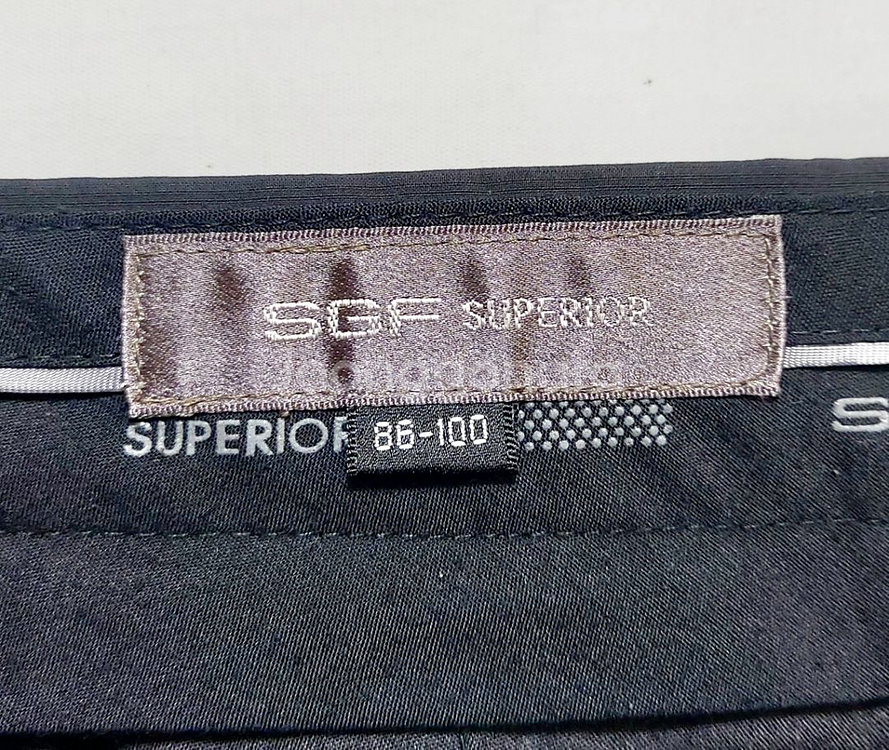 SGF SUPERIOR
SUPERIOR
86-100
S